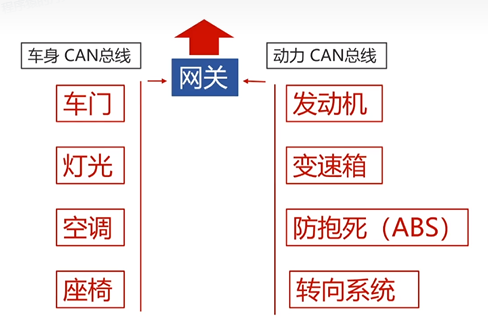 车身 CAN总线
网关
动力 CAN总线
车门
发动机
灯光
变速箱
空调
防抱死（ABS）
座椅
转向系统